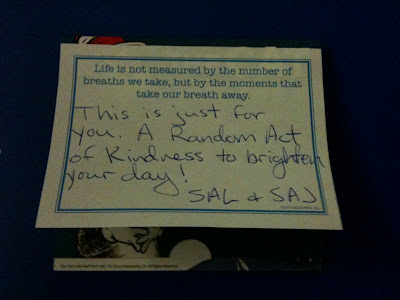 Life is not measured by the number of
breaths we take, but by the moments that
take our breath away.
This is just for
you. A Random Act
of Kindness to brighten
your day!
SAL & SAJ